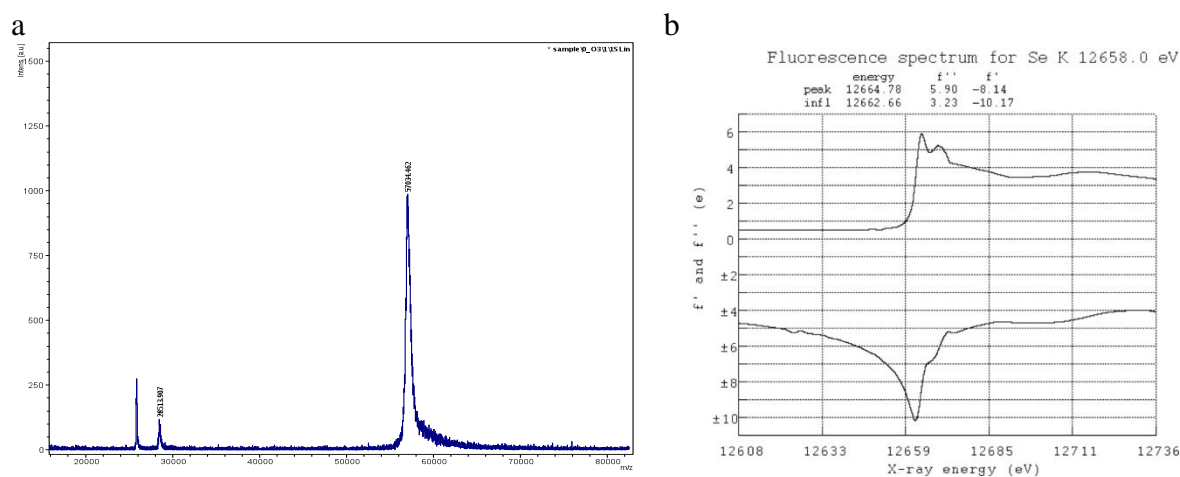 a
* sample\0_O3\1\1SLin
Intens. [a.u.]
1500
1250
1000
750
500
250
0
57034.462
28513.907
20000 30000 40000 50000 60000 70000 80000
m/z
b
Fluorescence spectrum for Se K 12658.0 eV
energy f'' f'
peak 12664.78 5.90 -8.14
infl 12662.66 3.23 -10.17
f' and f'' (e)
6
4
2
0
±2
±4
±6
±8
±10
12608 12633 12659 12685 12711 12736
X-ray energy (eV)